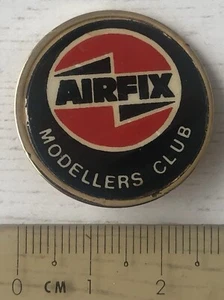 AIRFIX
MODELLERS CLUB
0 CM 1 2